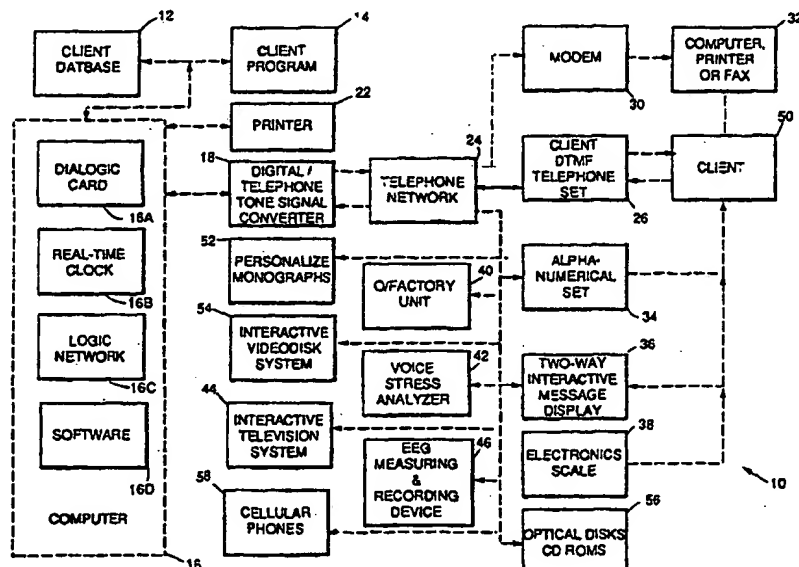 12
CLIENT
DATBASE
14
CLIENT
PROGRAM
22
PRINTER
MODEM
30
32
COMPUTER,
PRINTER
OR FAX
50
CLIENT
DIALOGIC
CARD
16A
REAL-TIME
CLOCK
16B
LOGIC
NETWORK
16C
SOFTWARE
16D
COMPUTER
16
18
DIGITAL /
TELEPHONE
TONE SIGNAL
CONVERTER
24
TELEPHONE
NETWORK
CLIENT
DTMF
TELEPHONE
SET
26
52
PERSONALIZE
MONOGRAPHS
40
O/FACTORY
UNIT
ALPHA-
NUMERICAL
SET
34
54
INTERACTIVE
VIDEODISK
SYSTEM
42
VOICE
STRESS
ANALYZER
36
TWO-WAY
INTERACTIVE
MESSAGE
DISPLAY
44
INTERACTIVE
TELEVISION
SYSTEM
46
EEG
MEASURING
&
RECORDING
DEVICE
38
ELECTRONICS
SCALE
10
58
CELLULAR
PHONES
56
OPTICAL DISKS
CD ROMS